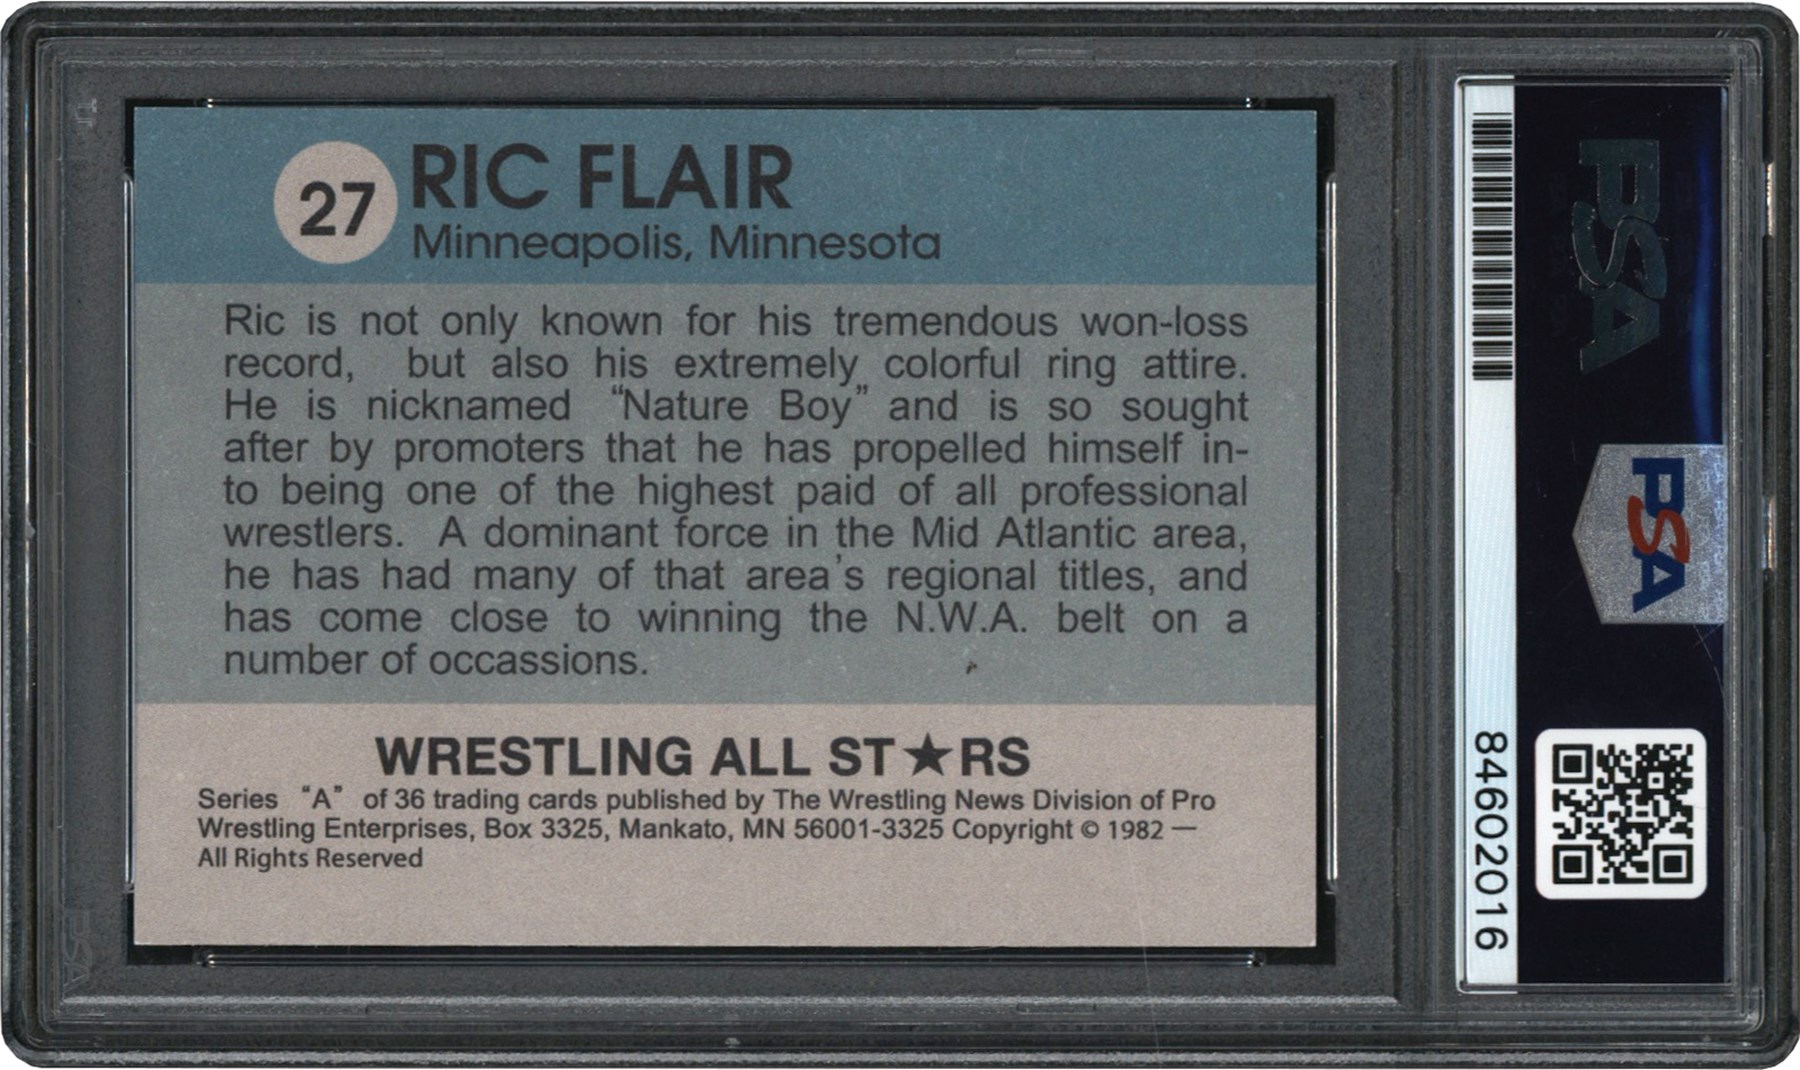 27
RIC FLAIR
Minneapolis, Minnesota
Ric is not only known for his tremendous won-loss
record, but also his extremely colorful ring attire.
He is nicknamed “Nature Boy” and is so sought
after by promoters that he has propelled himself in-
to being one of the highest paid of all professional
wrestlers. A dominant force in the Mid Atlantic area,
he has had many of that area's regional titles, and
has come close to winning the N.W.A. belt on a
number of occassions.
WRESTLING ALL ST★RS
Series “A” of 36 trading cards published by The Wrestling News Division of Pro
Wrestling Enterprises, Box 3325, Mankato, MN 56001-3325 Copyright © 1982 —
All Rights Reserved
PSA
PSA
84602016
PSA